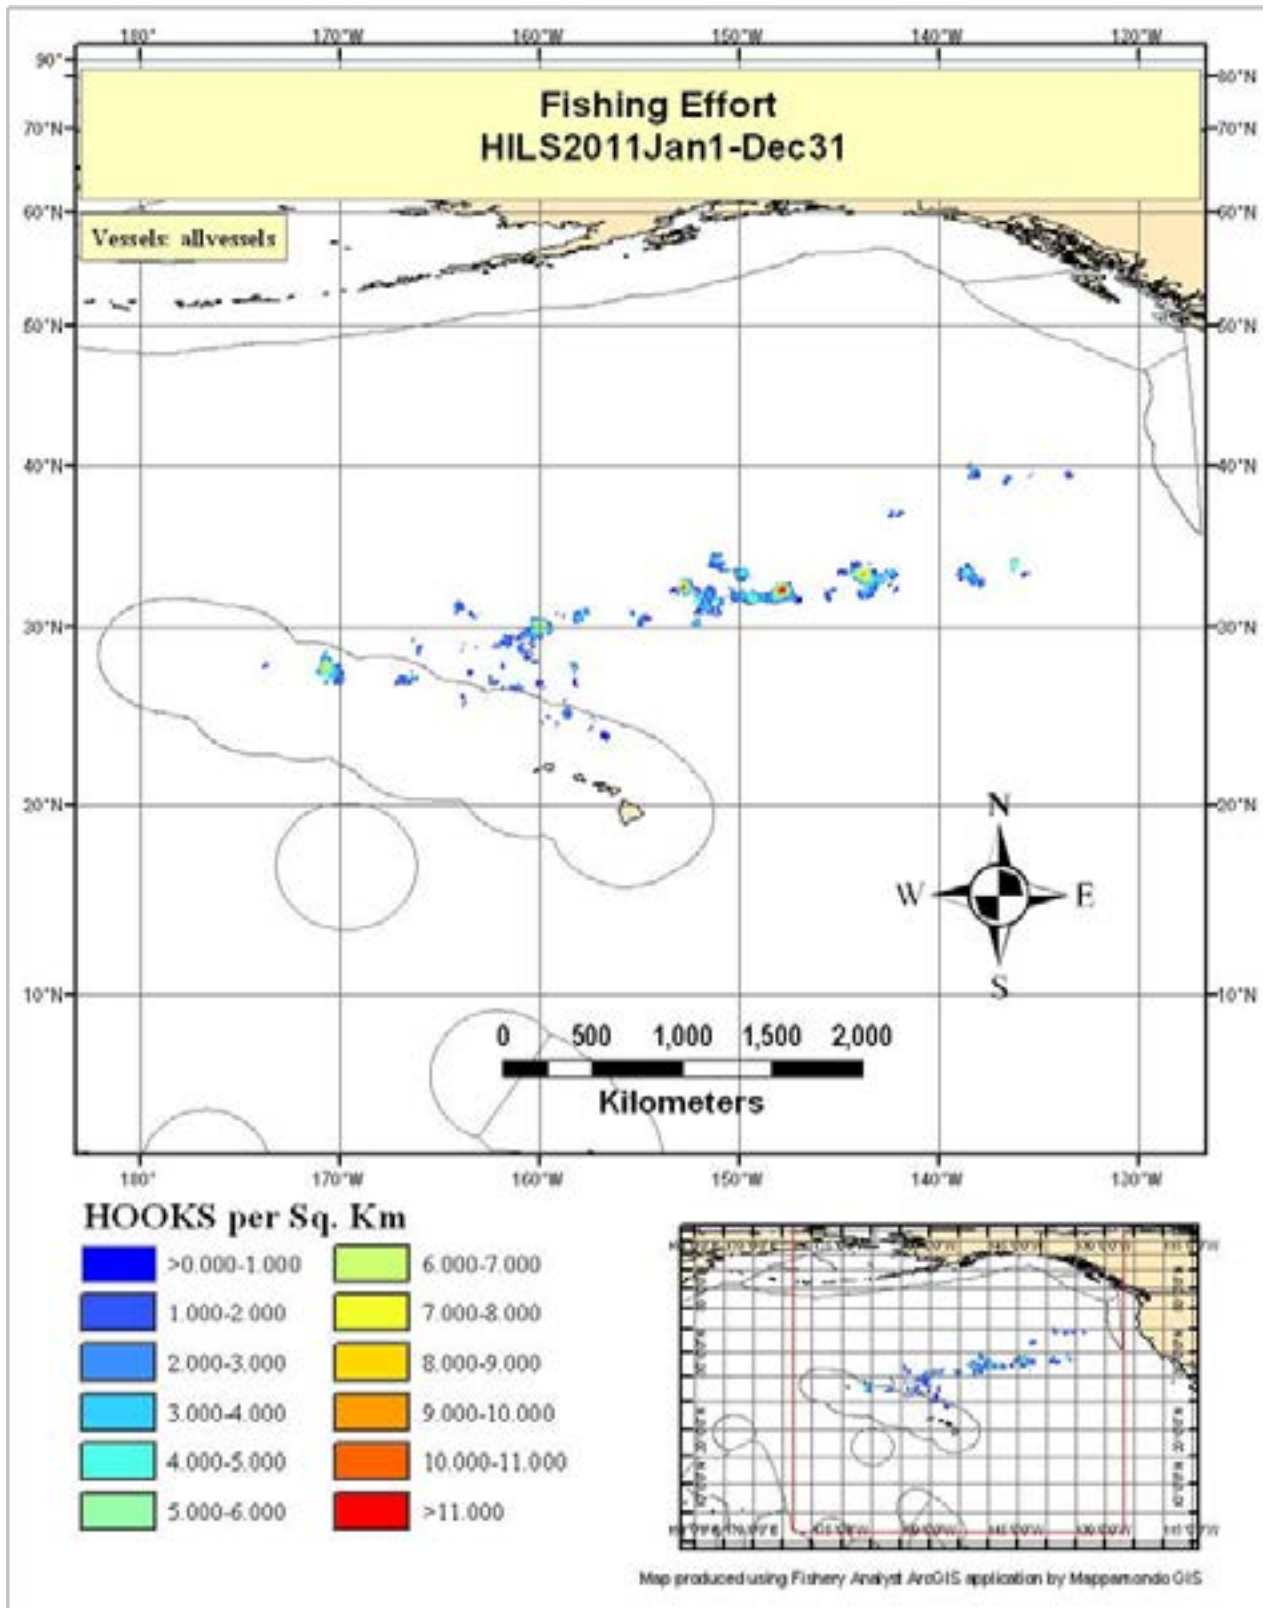 180° 170°W 160°W 150°W 140°W 130°W
90° 80°N
Fishing Effort
HILS2011Jan1-Dec31
70°N 70°N
60°N 60°N
Vessels: allvessels
50°N 50°N
40°N 40°N
30°N 30°N
20°N 20°N
N
W E
S
10°N 10°N
0 500 1,000 1,500 2,000
Kilometers
180° 170°W 160°W 150°W 140°W 130°W
HOOKS per Sq. Km
>0.000-1.000 6.000-7.000
1.000-2.000 7.000-8.000
2.000-3.000 8.000-9.000
3.000-4.000 9.000-10.000
4.000-5.000 10.000-11.000
5.000-6.000 >11.000
Map produced using Fishery Analyst ArcGIS application by Mappamondo GIS